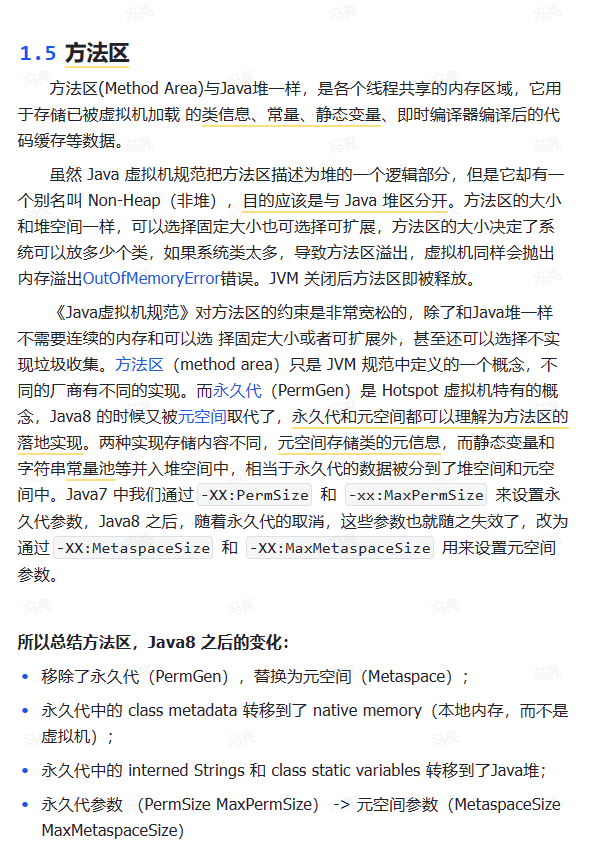 1.5 方法区
方法区(Method Area)与Java堆一样，是各个线程共享的内存区域，它用
于存储已被虚拟机加载 的类信息、常量、静态变量、即时编译器编译后的代
码缓存等数据。
虽然 Java 虚拟机规范把方法区描述为堆的一个逻辑部分，但是它却有一
个别名叫 Non-Heap（非堆），目的应该是与 Java 堆区分开。方法区的大小
和堆空间一样，可以选择固定大小也可选择可扩展，方法区的大小决定了系
统可以放多少个类，如果系统类太多，导致方法区溢出，虚拟机同样会抛出
内存溢出OutOfMemoryError错误。JVM 关闭后方法区即被释放。
《Java虚拟机规范》对方法区的约束是非常宽松的，除了和Java堆一样
不需要连续的内存和可以选 择固定大小或者可扩展外，甚至还可以选择不实
现垃圾收集。方法区（method area）只是 JVM 规范中定义的一个概念，不
同的厂商有不同的实现。而永久代（PermGen）是 Hotspot 虚拟机特有的概
念，Java8 的时候又被元空间取代了，永久代和元空间都可以理解为方法区的
落地实现。两种实现存储内容不同，元空间存储类的元信息，而静态变量和
字符串常量池等并入堆空间中，相当于永久代的数据被分到了堆空间和元空
间中。Java7 中我们通过 -XX:PermSize 和 -xx:MaxPermSize 来设置永
久代参数，Java8 之后，随着永久代的取消，这些参数也就随之失效了，改为
通过 -XX:MetaspaceSize 和 -XX:MaxMetaspaceSize 用来设置元空间
参数。
所以总结方法区，Java8 之后的变化：
• 移除了永久代（PermGen），替换为元空间（Metaspace）；
• 永久代中的 class metadata 转移到了 native memory（本地内存，而不是
虚拟机）；
• 永久代中的 interned Strings 和 class static variables 转移到了Java堆；
• 永久代参数 （PermSize MaxPermSize） -> 元空间参数（MetaspaceSize
MaxMetaspaceSize）